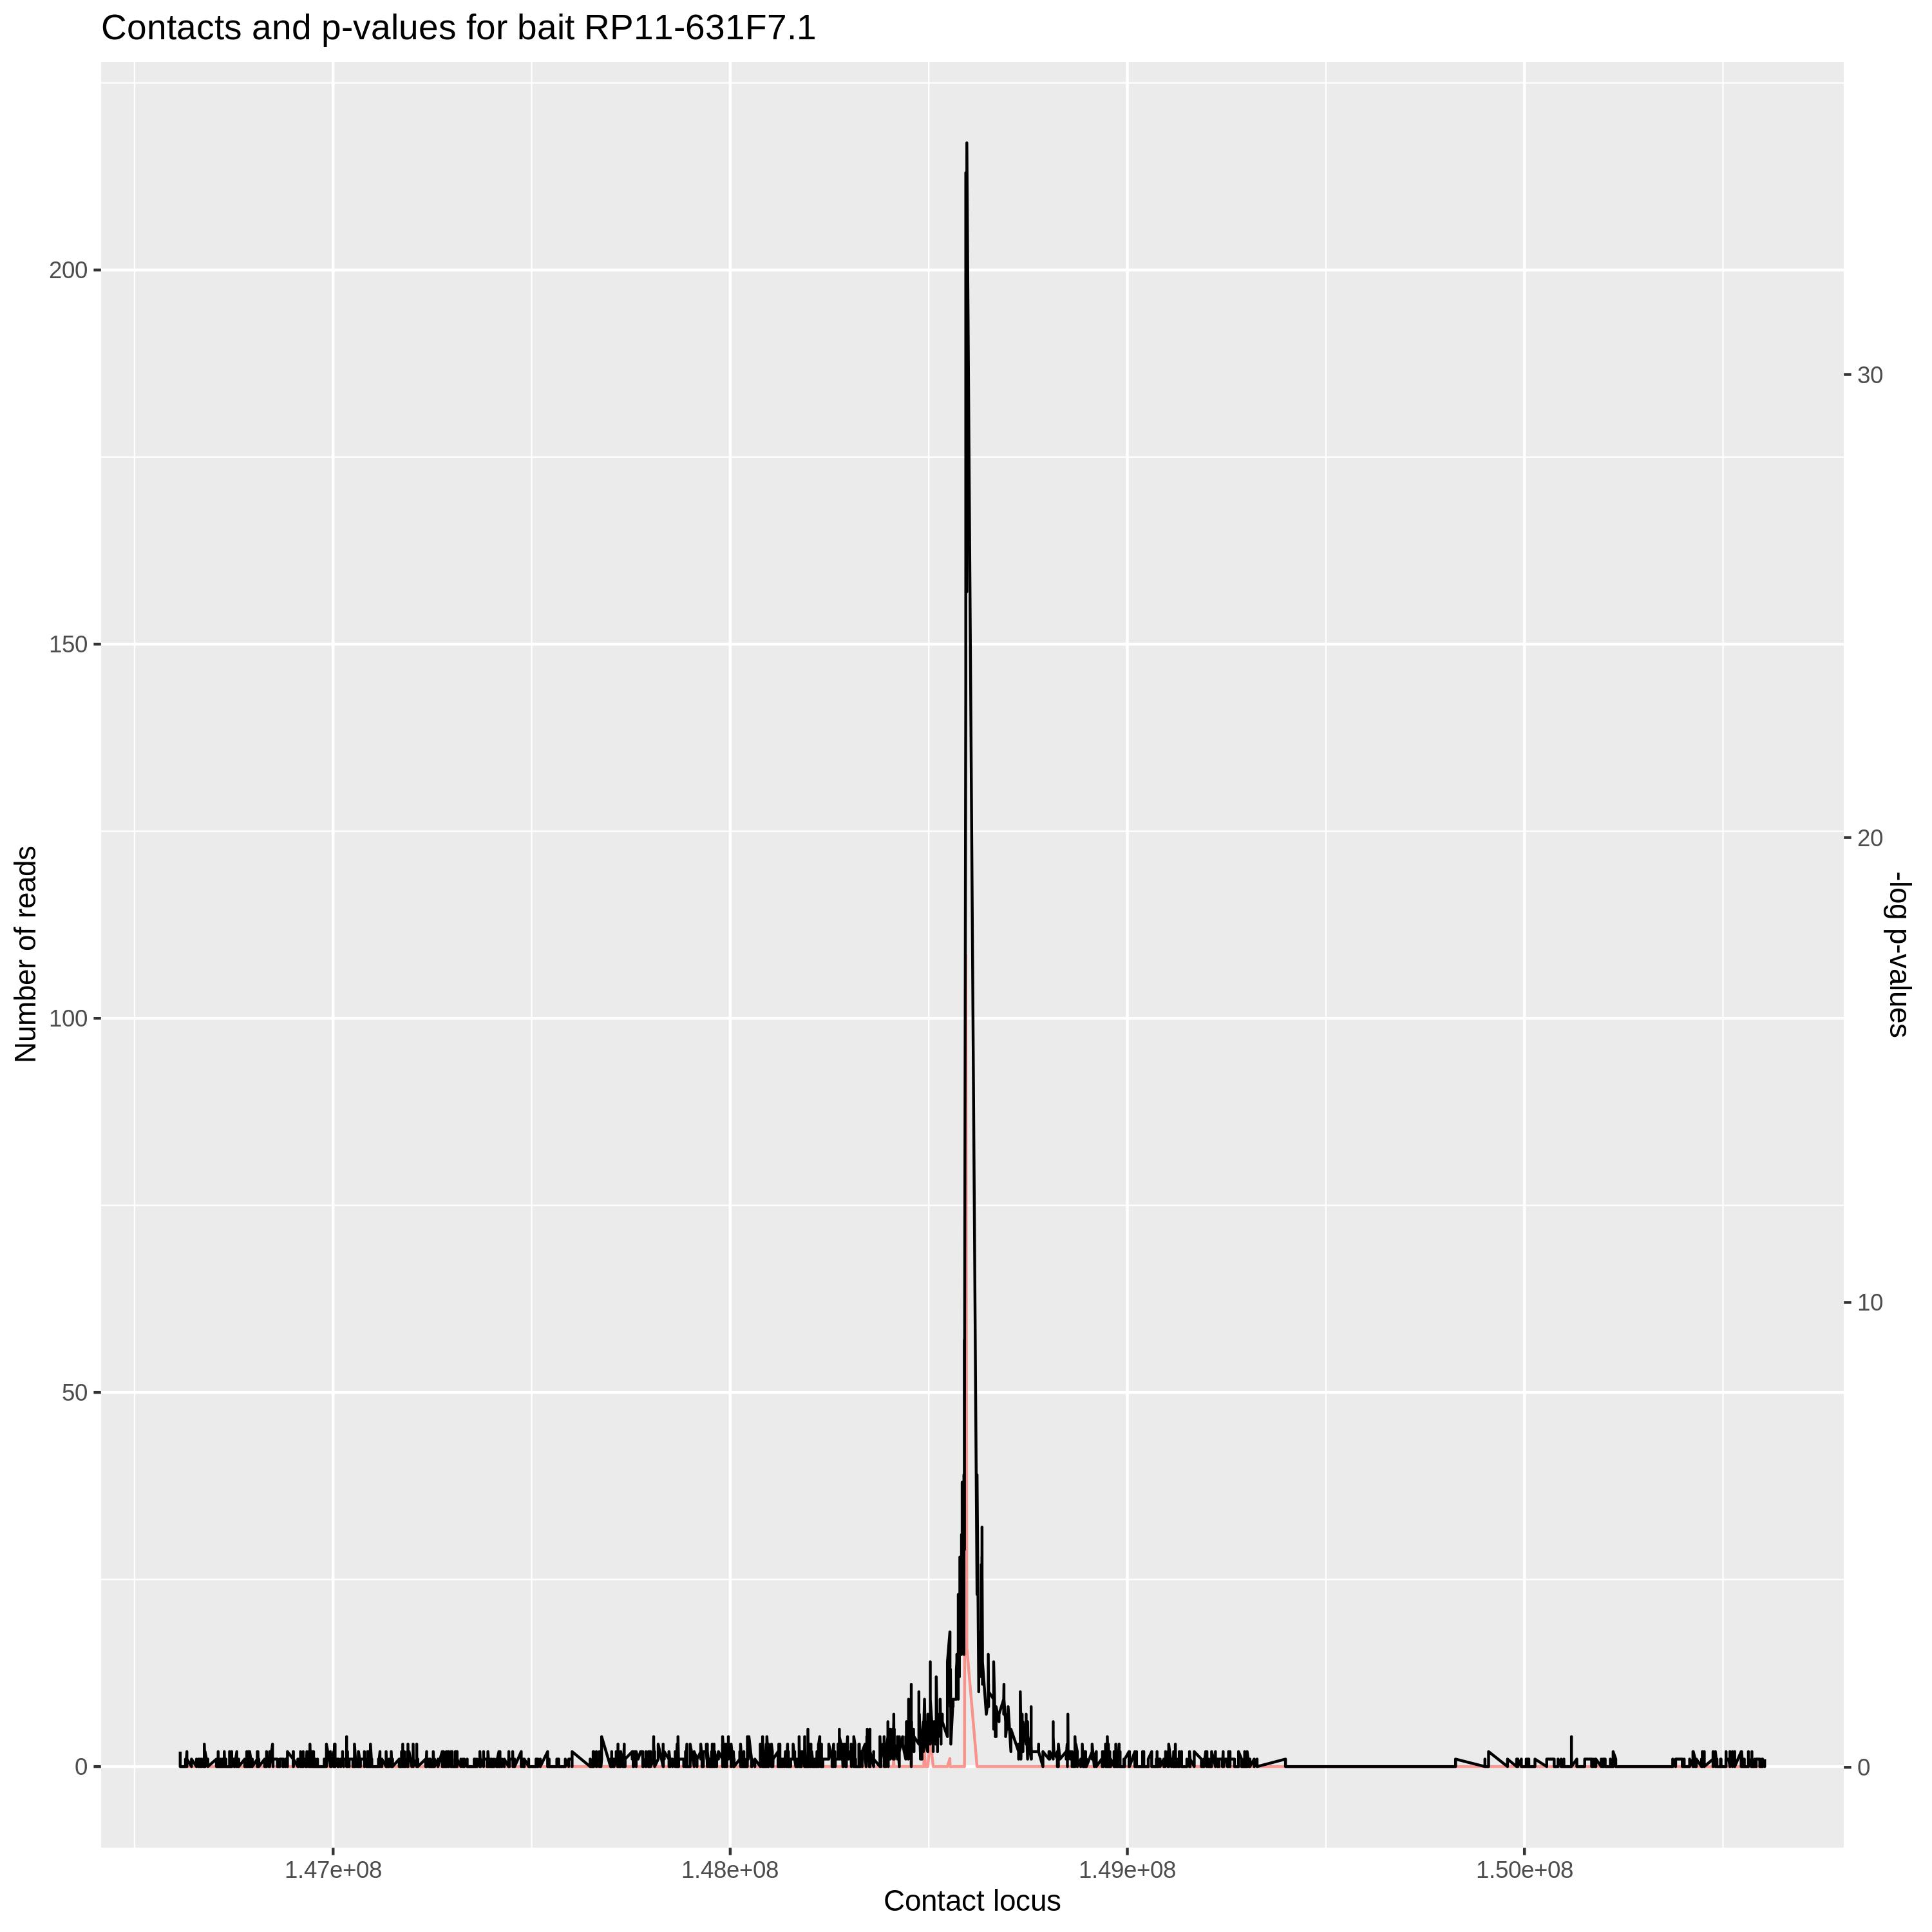 Contacts and p-values for bait RP11-631F7.1
200
150
100
50
0
Number of reads
30
20
10
0
-log p-values
1.47e+08 1.48e+08 1.49e+08 1.50e+08
Contact locus